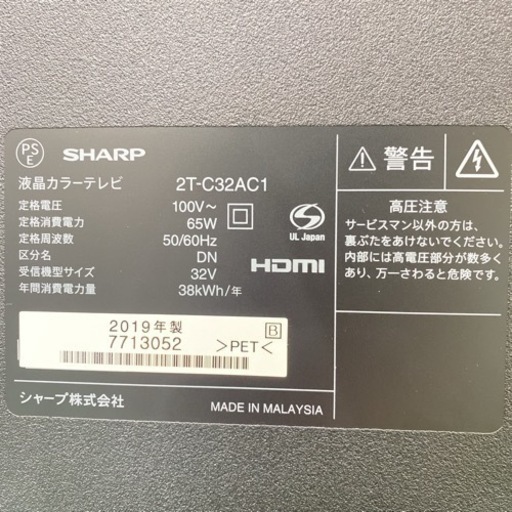 PS E
SHARP
液晶カラーテレビ 2T-C32AC1
定格電圧 100V~
定格消費電力 65W
定格周波数 50/60Hz
区分名 DN
受信機型サイズ 32V
年間消費電力量 38kWh/年
S
UL Japan
HDMI
2019年製 B
7713052 >PET<
シャープ株式会社
MADE IN MALAYSIA
警告
高圧注意
サービスマン以外の方は、
裏ぶたをあけないでください。
内部には高電圧部分が数多く
あり、万一さわると危険です。